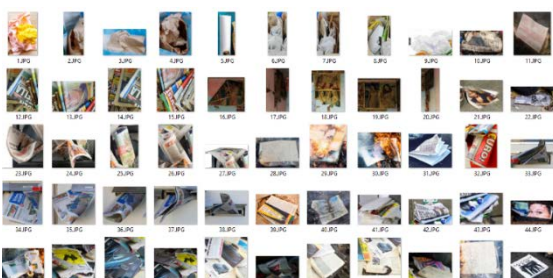 1.JPG 2.JPG 3.JPG 4.JPG 5.JPG 6.JPG 7.JPG 8.JPG 9.JPG 10.JPG 11.JPG
12.JPG 13.JPG 14.JPG 15.JPG 16.JPG 17.JPG 18.JPG 19.JPG 20.JPG 21.JPG 22.JPG
23.JPG 24.JPG 25.JPG 26.JPG 27.JPG 28.JPG 29.JPG 30.JPG 31.JPG 32.JPG 33.JPG
34.JPG 35.JPG 36.JPG 37.JPG 38.JPG 39.JPG 40.JPG 41.JPG 42.JPG 43.JPG 44.JPG